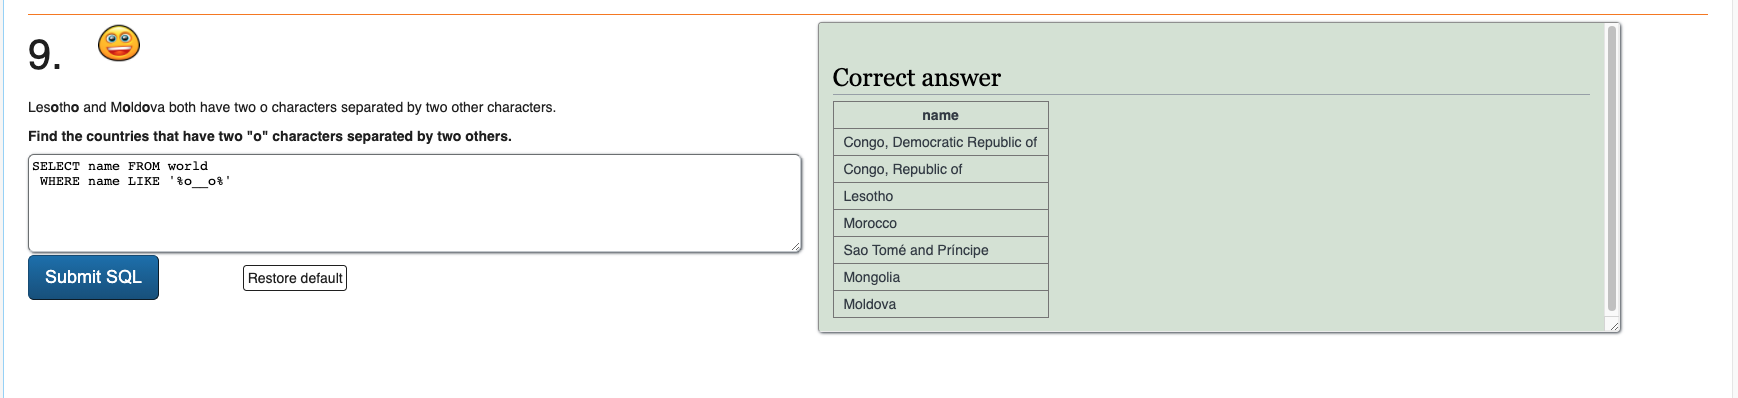 9.
Lesotho and Moldova both have two o characters separated by two other characters.
Find the countries that have two "o" characters separated by two others.
SELECT name FROM world
WHERE name LIKE '%o__o%'
Submit SQL
Restore default
Correct answer
name
Congo, Democratic Republic of
Congo, Republic of
Lesotho
Morocco
Sao Tomé and Príncipe
Mongolia
Moldova